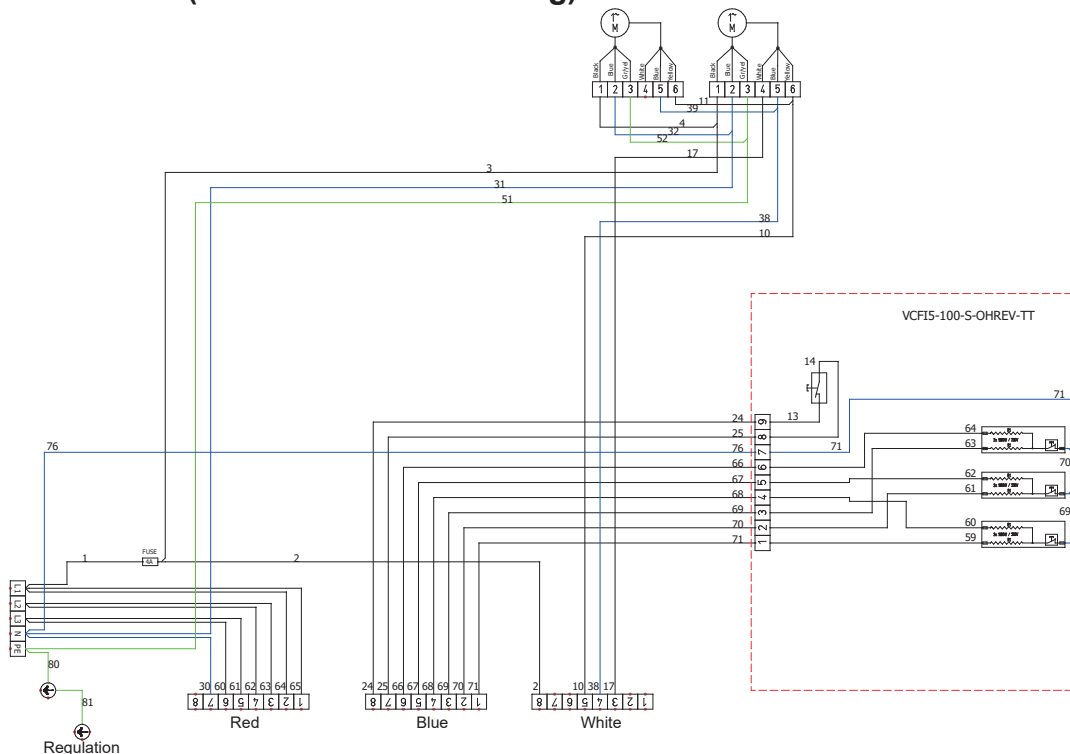 1~ M 1~ M
Black Blue Gr/yel White Blue Yellow Black Blue Gr/yel White Blue Yellow
1 2 3 4 5 6 1 2 3 4 5 6
11
39
4
32
52
17
3
31
51
38
10
VCFI5-100-S-OHREV-TT
14
71
24 9 13
25 8
76 76 7 71
66 6
67 5
68 4
69 3
70 2
71 1
64
63
70
62
61
69
60
59
FUSE
1 4A 2
L1
L2
L3
N
PE
80
81
30 60 61 62 63 64 65
8 7 6 5 4 3 2 1
Red
24 25 66 67 68 69 70 71
8 7 6 5 4 3 2 1
Blue
2 10 38 17
8 7 6 5 4 3 2 1
White
Regulation